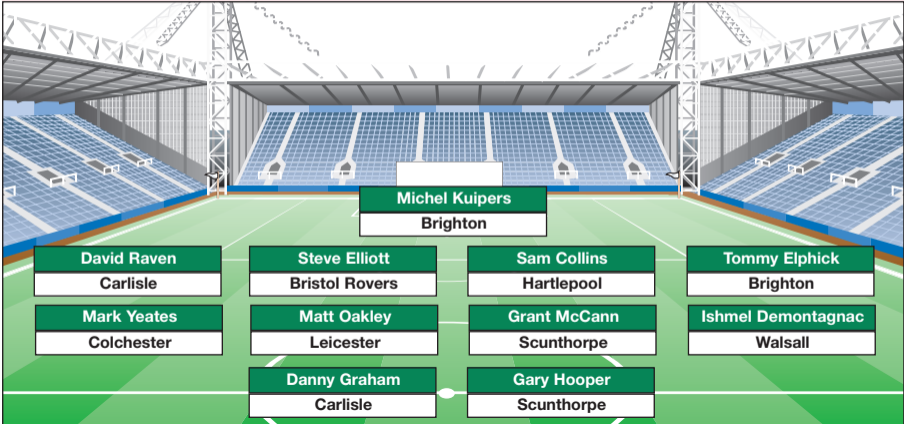 Michel Kuipers
Brighton
David Raven
Carlisle
Steve Elliott
Bristol Rovers
Sam Collins
Hartlepool
Tommy Elphick
Brighton
Mark Yeates
Colchester
Matt Oakley
Leicester
Grant McCann
Scunthorpe
Ishmel Demontagnac
Walsall
Danny Graham
Carlisle
Gary Hooper
Scunthorpe